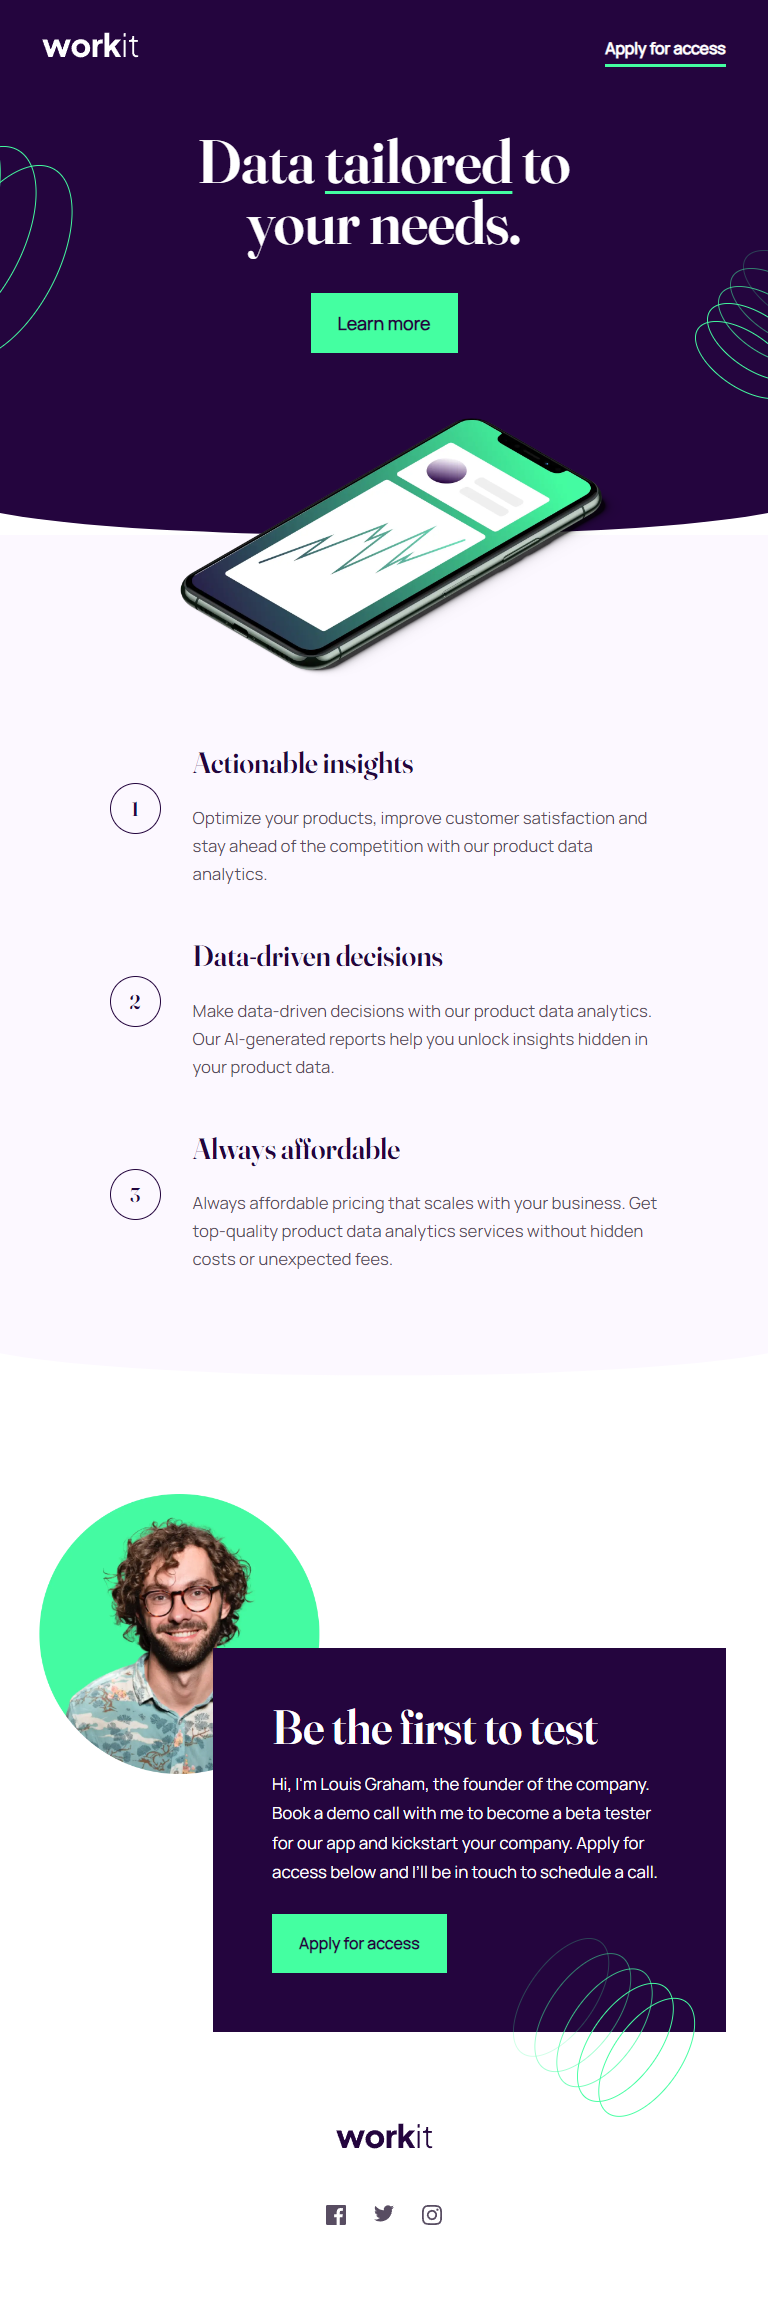 workit
Apply for access
Data tailored to
your needs.
Learn more
Actionable insights
1
Optimize your products, improve customer satisfaction and
stay ahead of the competition with our product data
analytics.
Data-driven decisions
2
Make data-driven decisions with our product data analytics.
Our AI-generated reports help you unlock insights hidden in
your product data.
Always affordable
3
Always affordable pricing that scales with your business. Get
top-quality product data analytics services without hidden
costs or unexpected fees.
Be the first to test
Hi, I'm Louis Graham, the founder of the company.
Book a demo call with me to become a beta tester
for our app and kickstart your company. Apply for
access below and I’ll be in touch to schedule a call.
Apply for access
workit